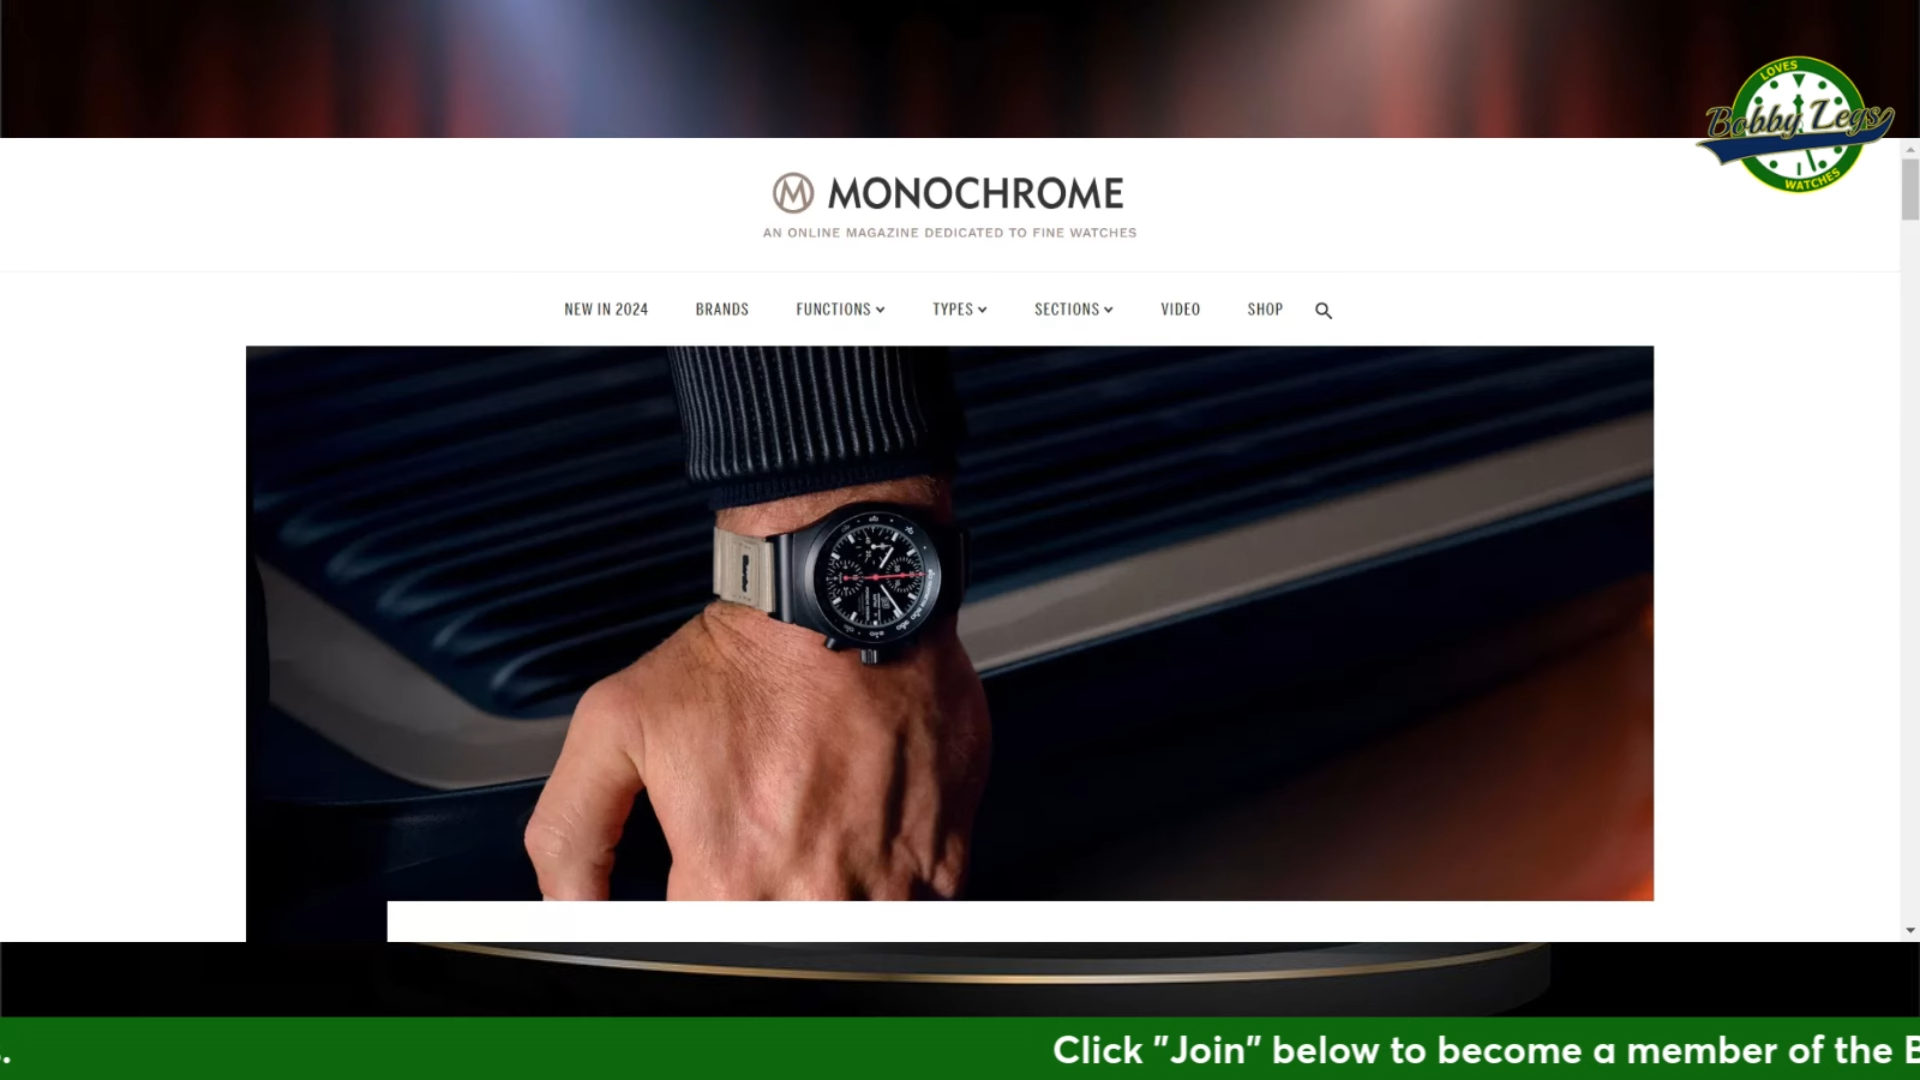 LOVES
Bobby Legs
WATCHES
M MONOCHROME
AN ONLINE MAGAZINE DEDICATED TO FINE WATCHES
NEW IN 2024 BRANDS FUNCTIONS TYPES SECTIONS VIDEO SHOP
s.
Click "Join" below to become a member of the B